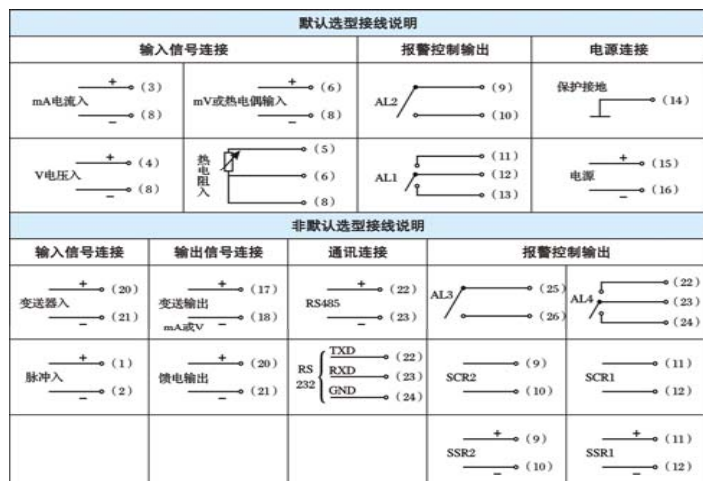 默认选型接线说明
输入信号连接 报警控制输出 电源连接
mA电流入 + (3) — (8)
mV或热电偶输入 + (6) — (8)
AL2 (9) (10)
保护接地 (14)
V电压入 + (4) — (8)
热电阻入 (5) (6) (8)
AL1 (11) (12) (13)
电源 + (15) — (16)
非默认选型接线说明
输入信号连接 输出信号连接 通讯连接 报警控制输出
变送器入 + (20) — (21)
变送输出 mA或V + (17) — (18)
RS485 + (22) — (23)
AL3 (25) (26)
AL4 (22) (23) (24)
脉冲入 + (1) — (2)
馈电输出 + (20) — (21)
RS 232 TXD (22) RXD (23) GND (24)
SCR2 (9) (10)
SCR1 (11) (12)
SSR2 + (9) — (10)
SSR1 + (11) — (12)